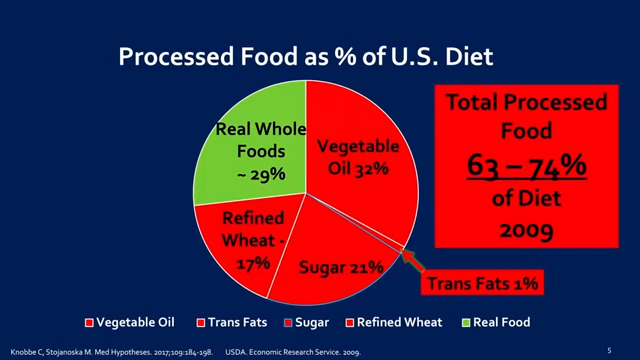 Processed Food as % of U.S. Diet
Real Whole
Foods
~ 29%
Vegetable
Oil 32%
Refined
Wheat -
17%
Sugar 21%
Trans Fats 1%
Total Processed
Food
63 – 74%
of Diet
2009
Vegetable Oil
Trans Fats
Sugar
Refined Wheat
Real Food
Knobbe C, Stojanoska M. Med Hypotheses. 2017;109:184-198. USDA. Economic Research Service. 2009.
5